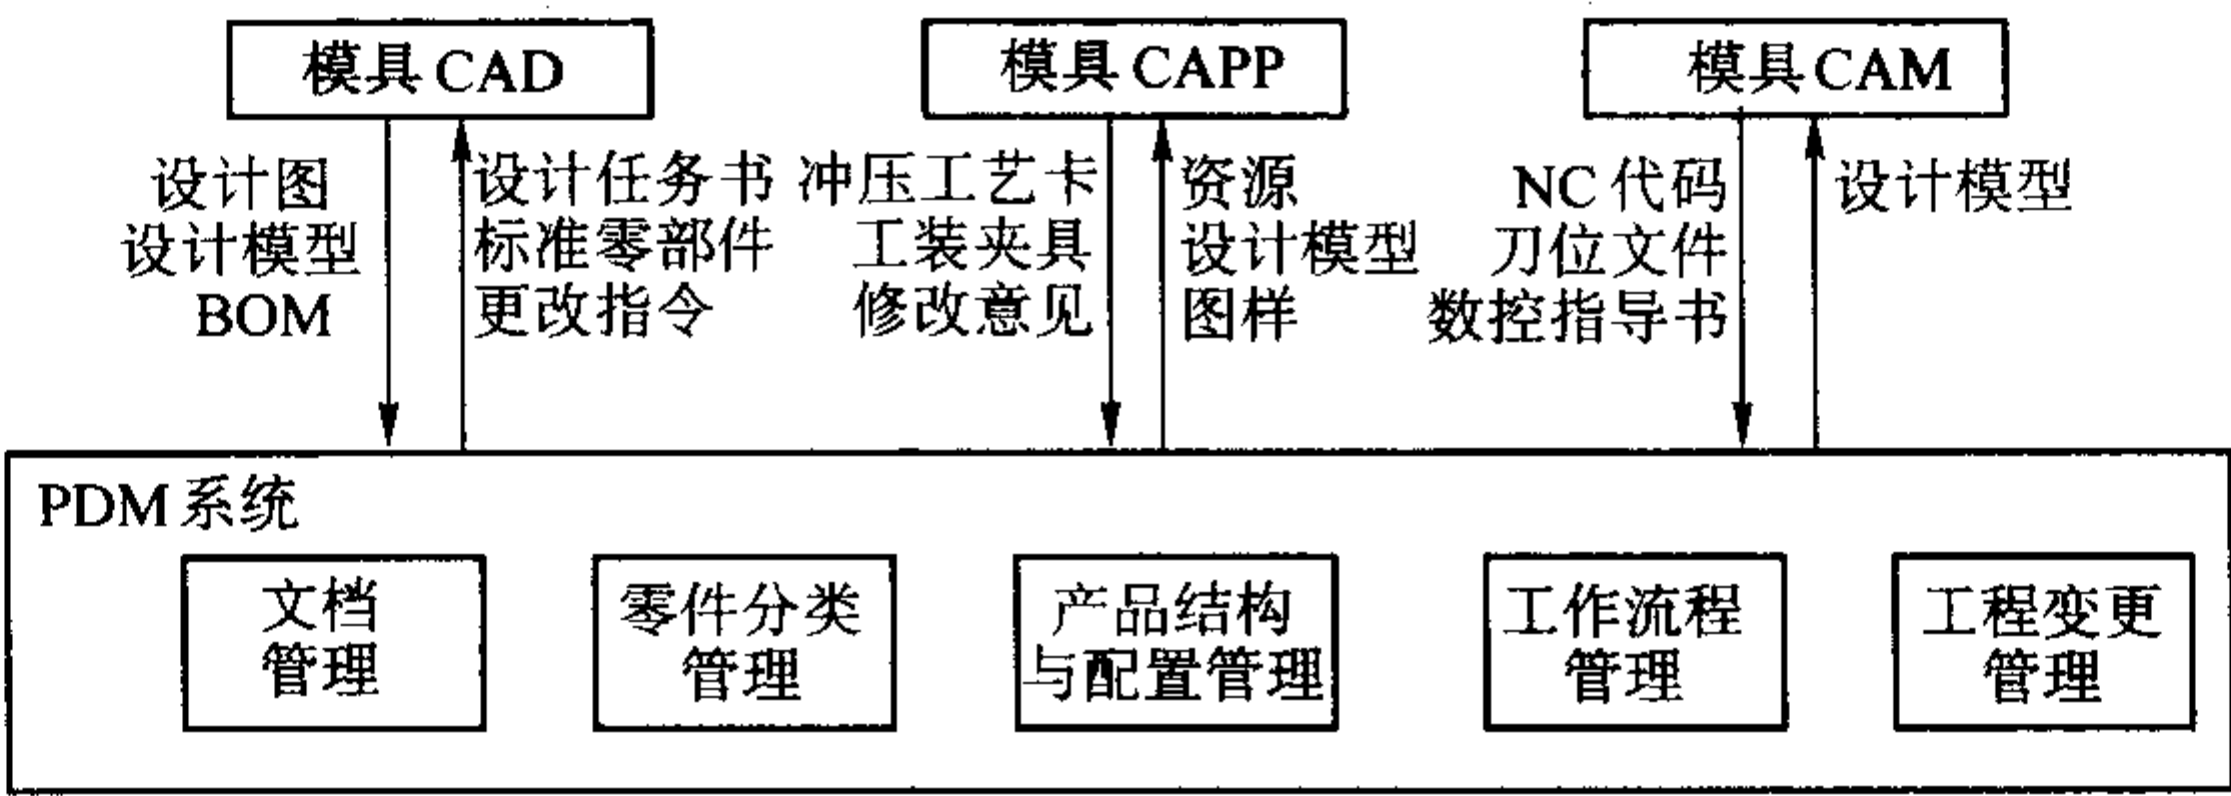 模具CAD
模具CAPP
模具CAM
设计图
设计模型
BOM
设计任务书
标准零部件
更改指令
冲压工艺卡
工装夹具
修改意见
资源
设计模型
图样
NC代码
刀位文件
数控指导书
设计模型
PDM系统
文档
管理
零件分类
管理
产品结构
与配置管理
工作流程
管理
工程变更
管理